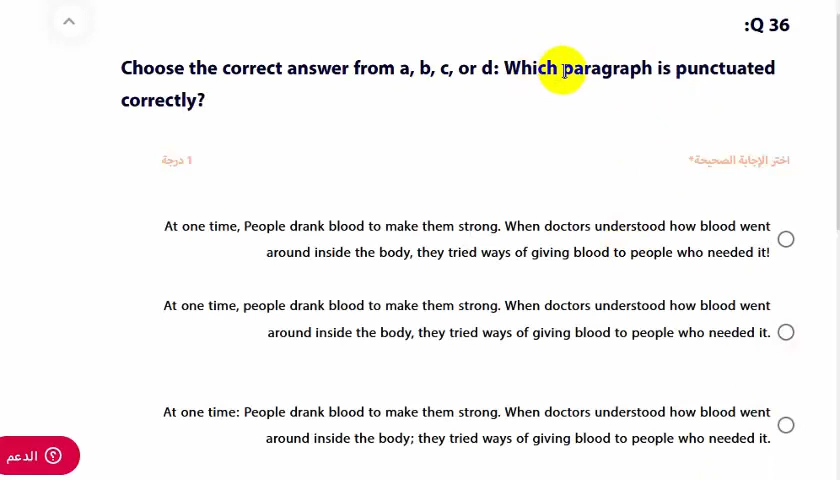 :Q 36
Choose the correct answer from a, b, c, or d: Which paragraph is punctuated
correctly?
اختر الإجابة الصحيحة*
1 درجة
At one time, People drank blood to make them strong. When doctors understood how blood went
around inside the body, they tried ways of giving blood to people who needed it!
At one time, people drank blood to make them strong. When doctors understood how blood went
around inside the body, they tried ways of giving blood to people who needed it.
At one time: People drank blood to make them strong. When doctors understood how blood went
around inside the body; they tried ways of giving blood to people who needed it.
الدعم